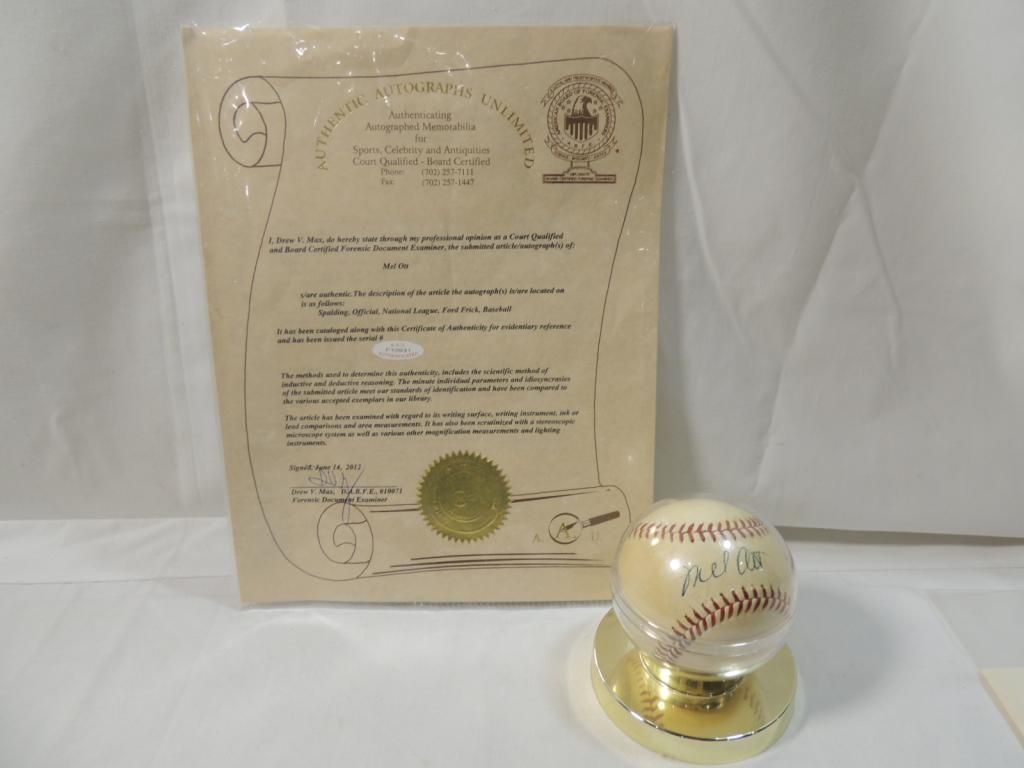 AUTHENTIC AUTOGRAPHS UNLIMITED
Authenticating
Autographed Memorabilia
for
Sports, Celebrity and Antiquities
Court Qualified - Board Certified
Phone: (702) 257-7111
Fax: (702) 257-1447
I, Drew V. Max, do hereby state through my professional opinion as a Court Qualified
and Board Certified Forensic Document Examiner, the submitted article/autograph(s) of:
Mel Ott
s/are authentic. The description of the article the autograph(s) is/are located on
is as follows:
Spalding, Official, National League, Ford Frick, Baseball
It has been cataloged along with this Certificate of Authenticity for evidentiary reference
and has been issued the serial #
The methods used to determine this authenticity, includes the scientific method of
inductive and deductive reasoning. The minute individual parameters and idiosyncrasies
of the submitted article meet our standards of identification and have been compared to
the various accepted exemplars in our library.
The article has been examined with regard to its writing surface, writing instrument, ink or
lead comparisons and area measurements. It has also been scrutinized with a stereoscopic
microscope system as well as various other magnification measurements and lighting
instruments.
Signed: June 14, 2012
Drew V. Max, D.A.B.F.E., #10071
Forensic Document Examiner
A. A. U.
Mel Ott